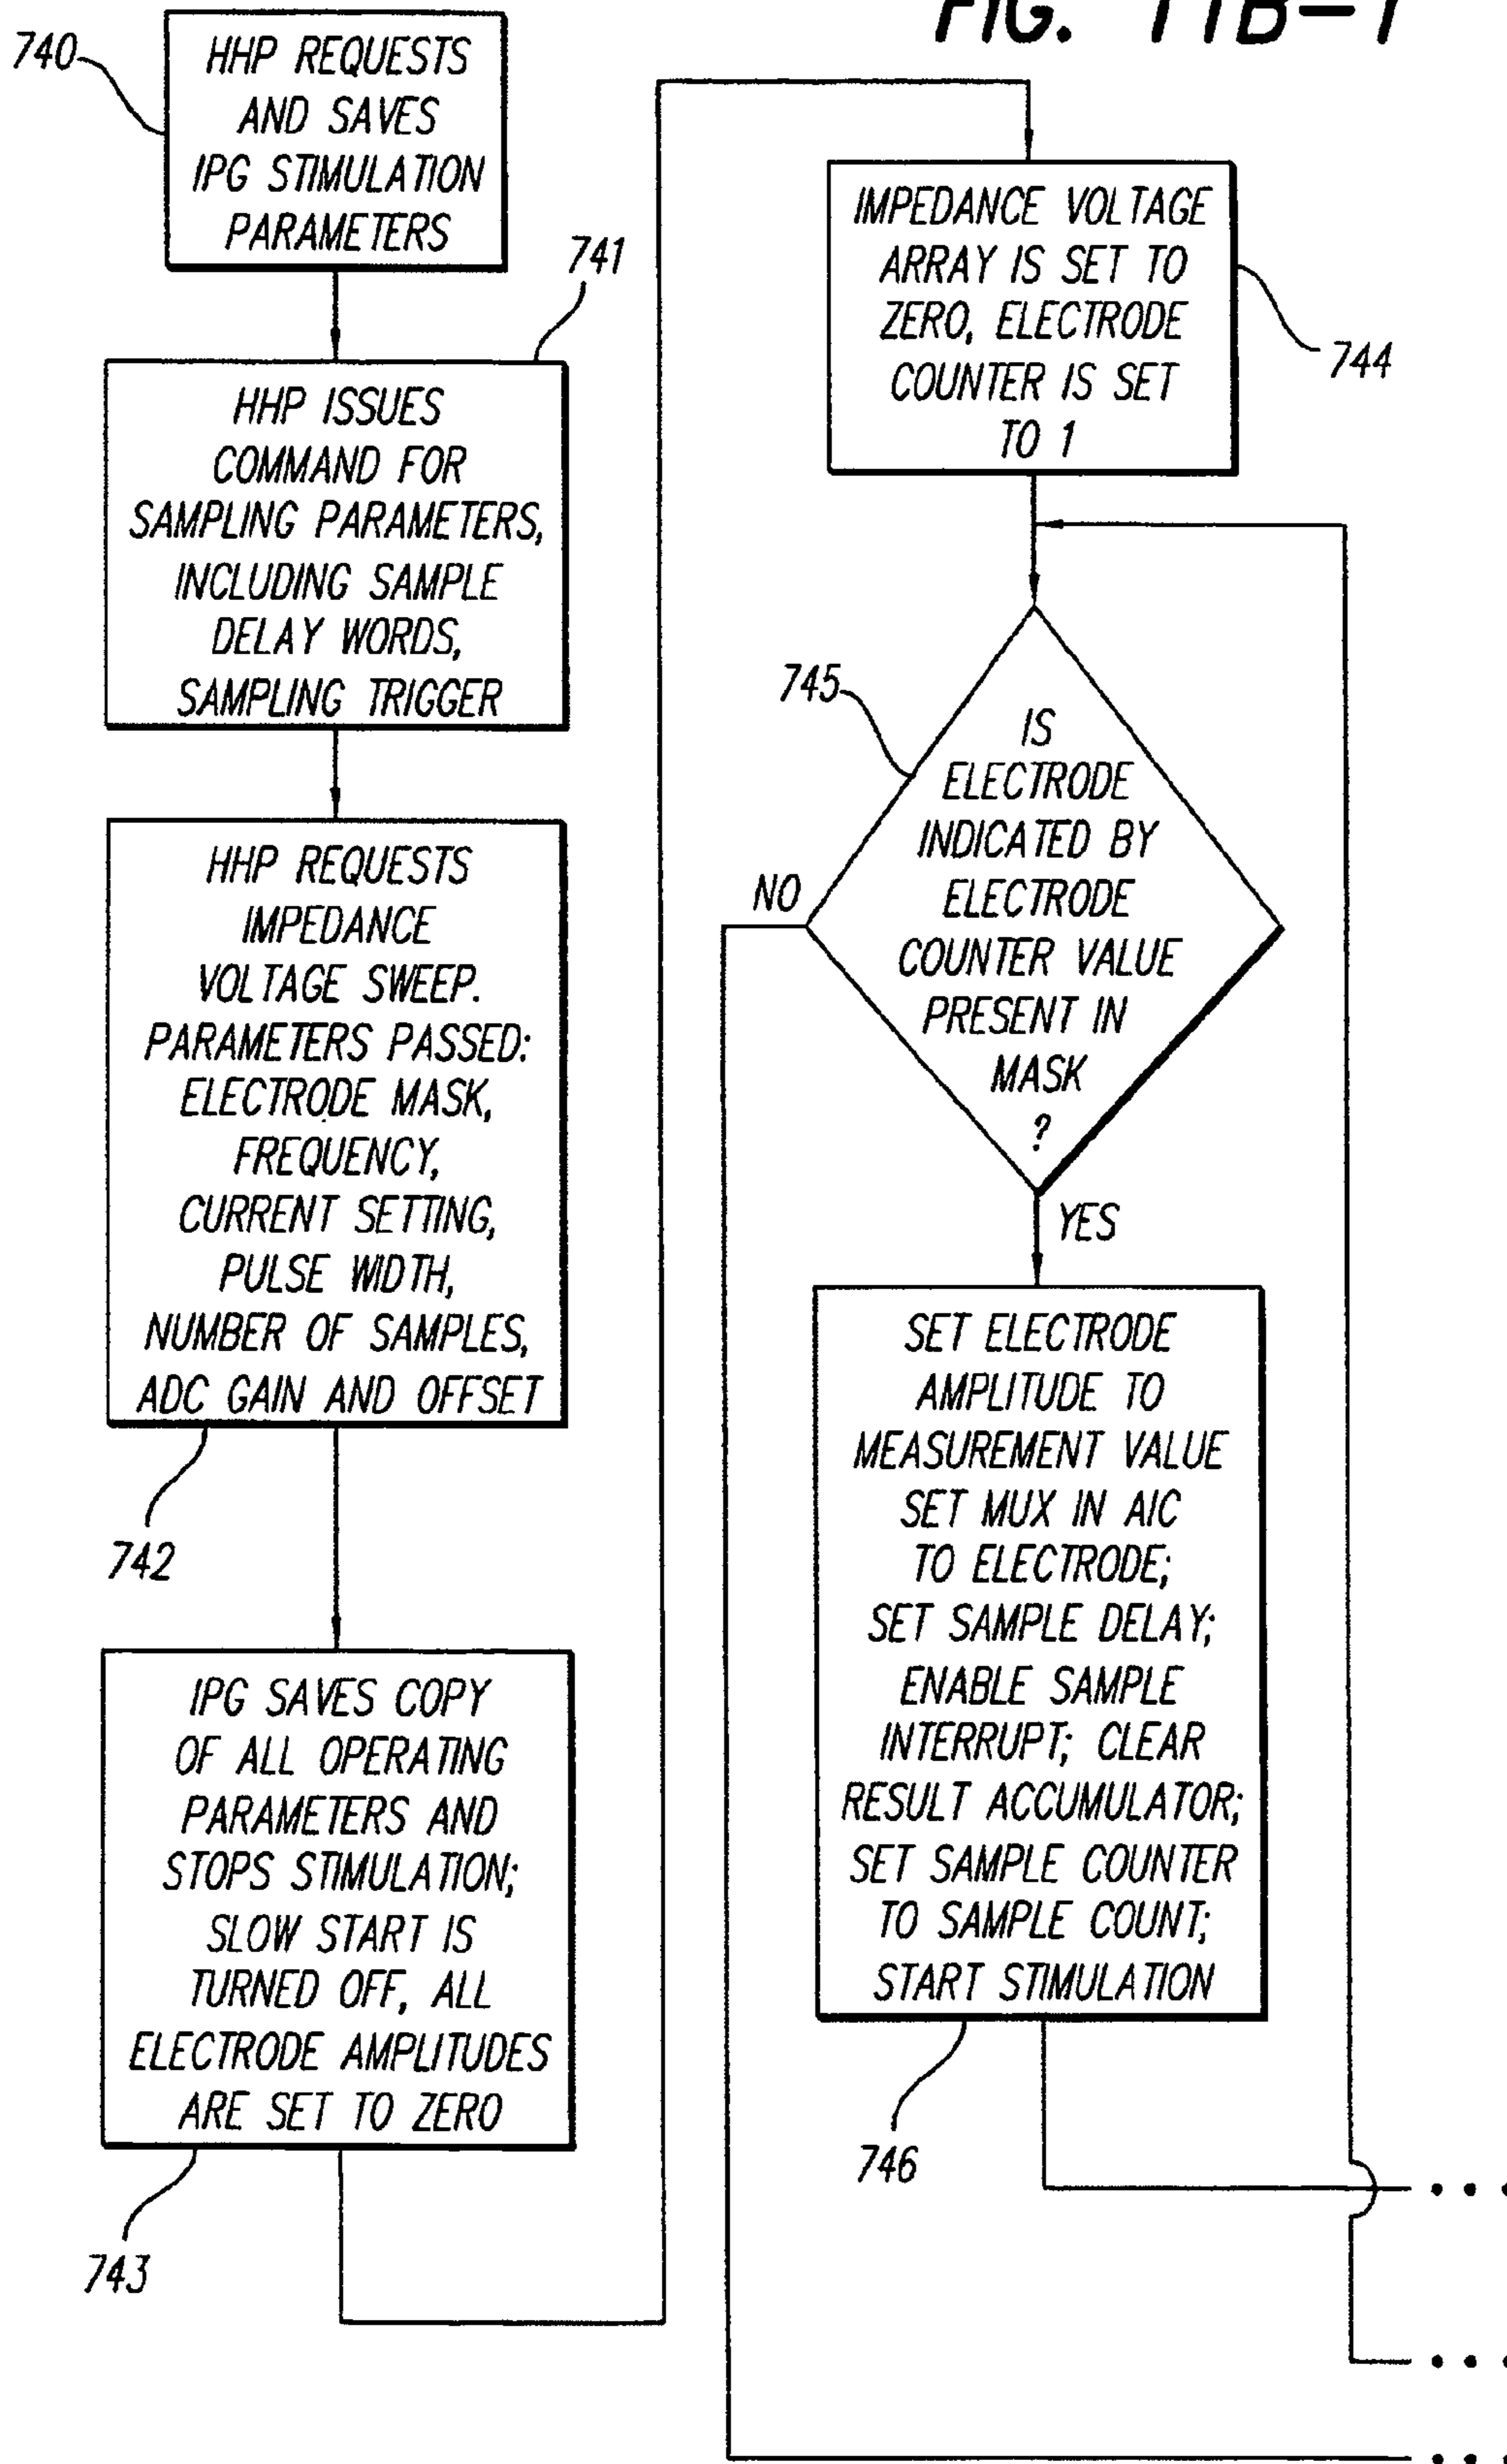 FIG. 11B-1
740
HHP REQUESTS
AND SAVES
IPG STIMULATION
PARAMETERS
741
HHP ISSUES
COMMAND FOR
SAMPLING PARAMETERS,
INCLUDING SAMPLE
DELAY WORDS,
SAMPLING TRIGGER
HHP REQUESTS
IMPEDANCE
VOLTAGE SWEEP.
PARAMETERS PASSED:
ELECTRODE MASK,
FREQUENCY,
CURRENT SETTING,
PULSE WIDTH,
NUMBER OF SAMPLES,
ADC GAIN AND OFFSET
742
IPG SAVES COPY
OF ALL OPERATING
PARAMETERS AND
STOPS STIMULATION;
SLOW START IS
TURNED OFF, ALL
ELECTRODE AMPLITUDES
ARE SET TO ZERO
743
IMPEDANCE VOLTAGE
ARRAY IS SET TO
ZERO, ELECTRODE
COUNTER IS SET
TO 1
744
745
IS
ELECTRODE
INDICATED BY
ELECTRODE
COUNTER VALUE
PRESENT IN
MASK
?
NO
YES
SET ELECTRODE
AMPLITUDE TO
MEASUREMENT VALUE
SET MUX IN AIC
TO ELECTRODE;
SET SAMPLE DELAY;
ENABLE SAMPLE
INTERRUPT; CLEAR
RESULT ACCUMULATOR;
SET SAMPLE COUNTER
TO SAMPLE COUNT;
START STIMULATION
746